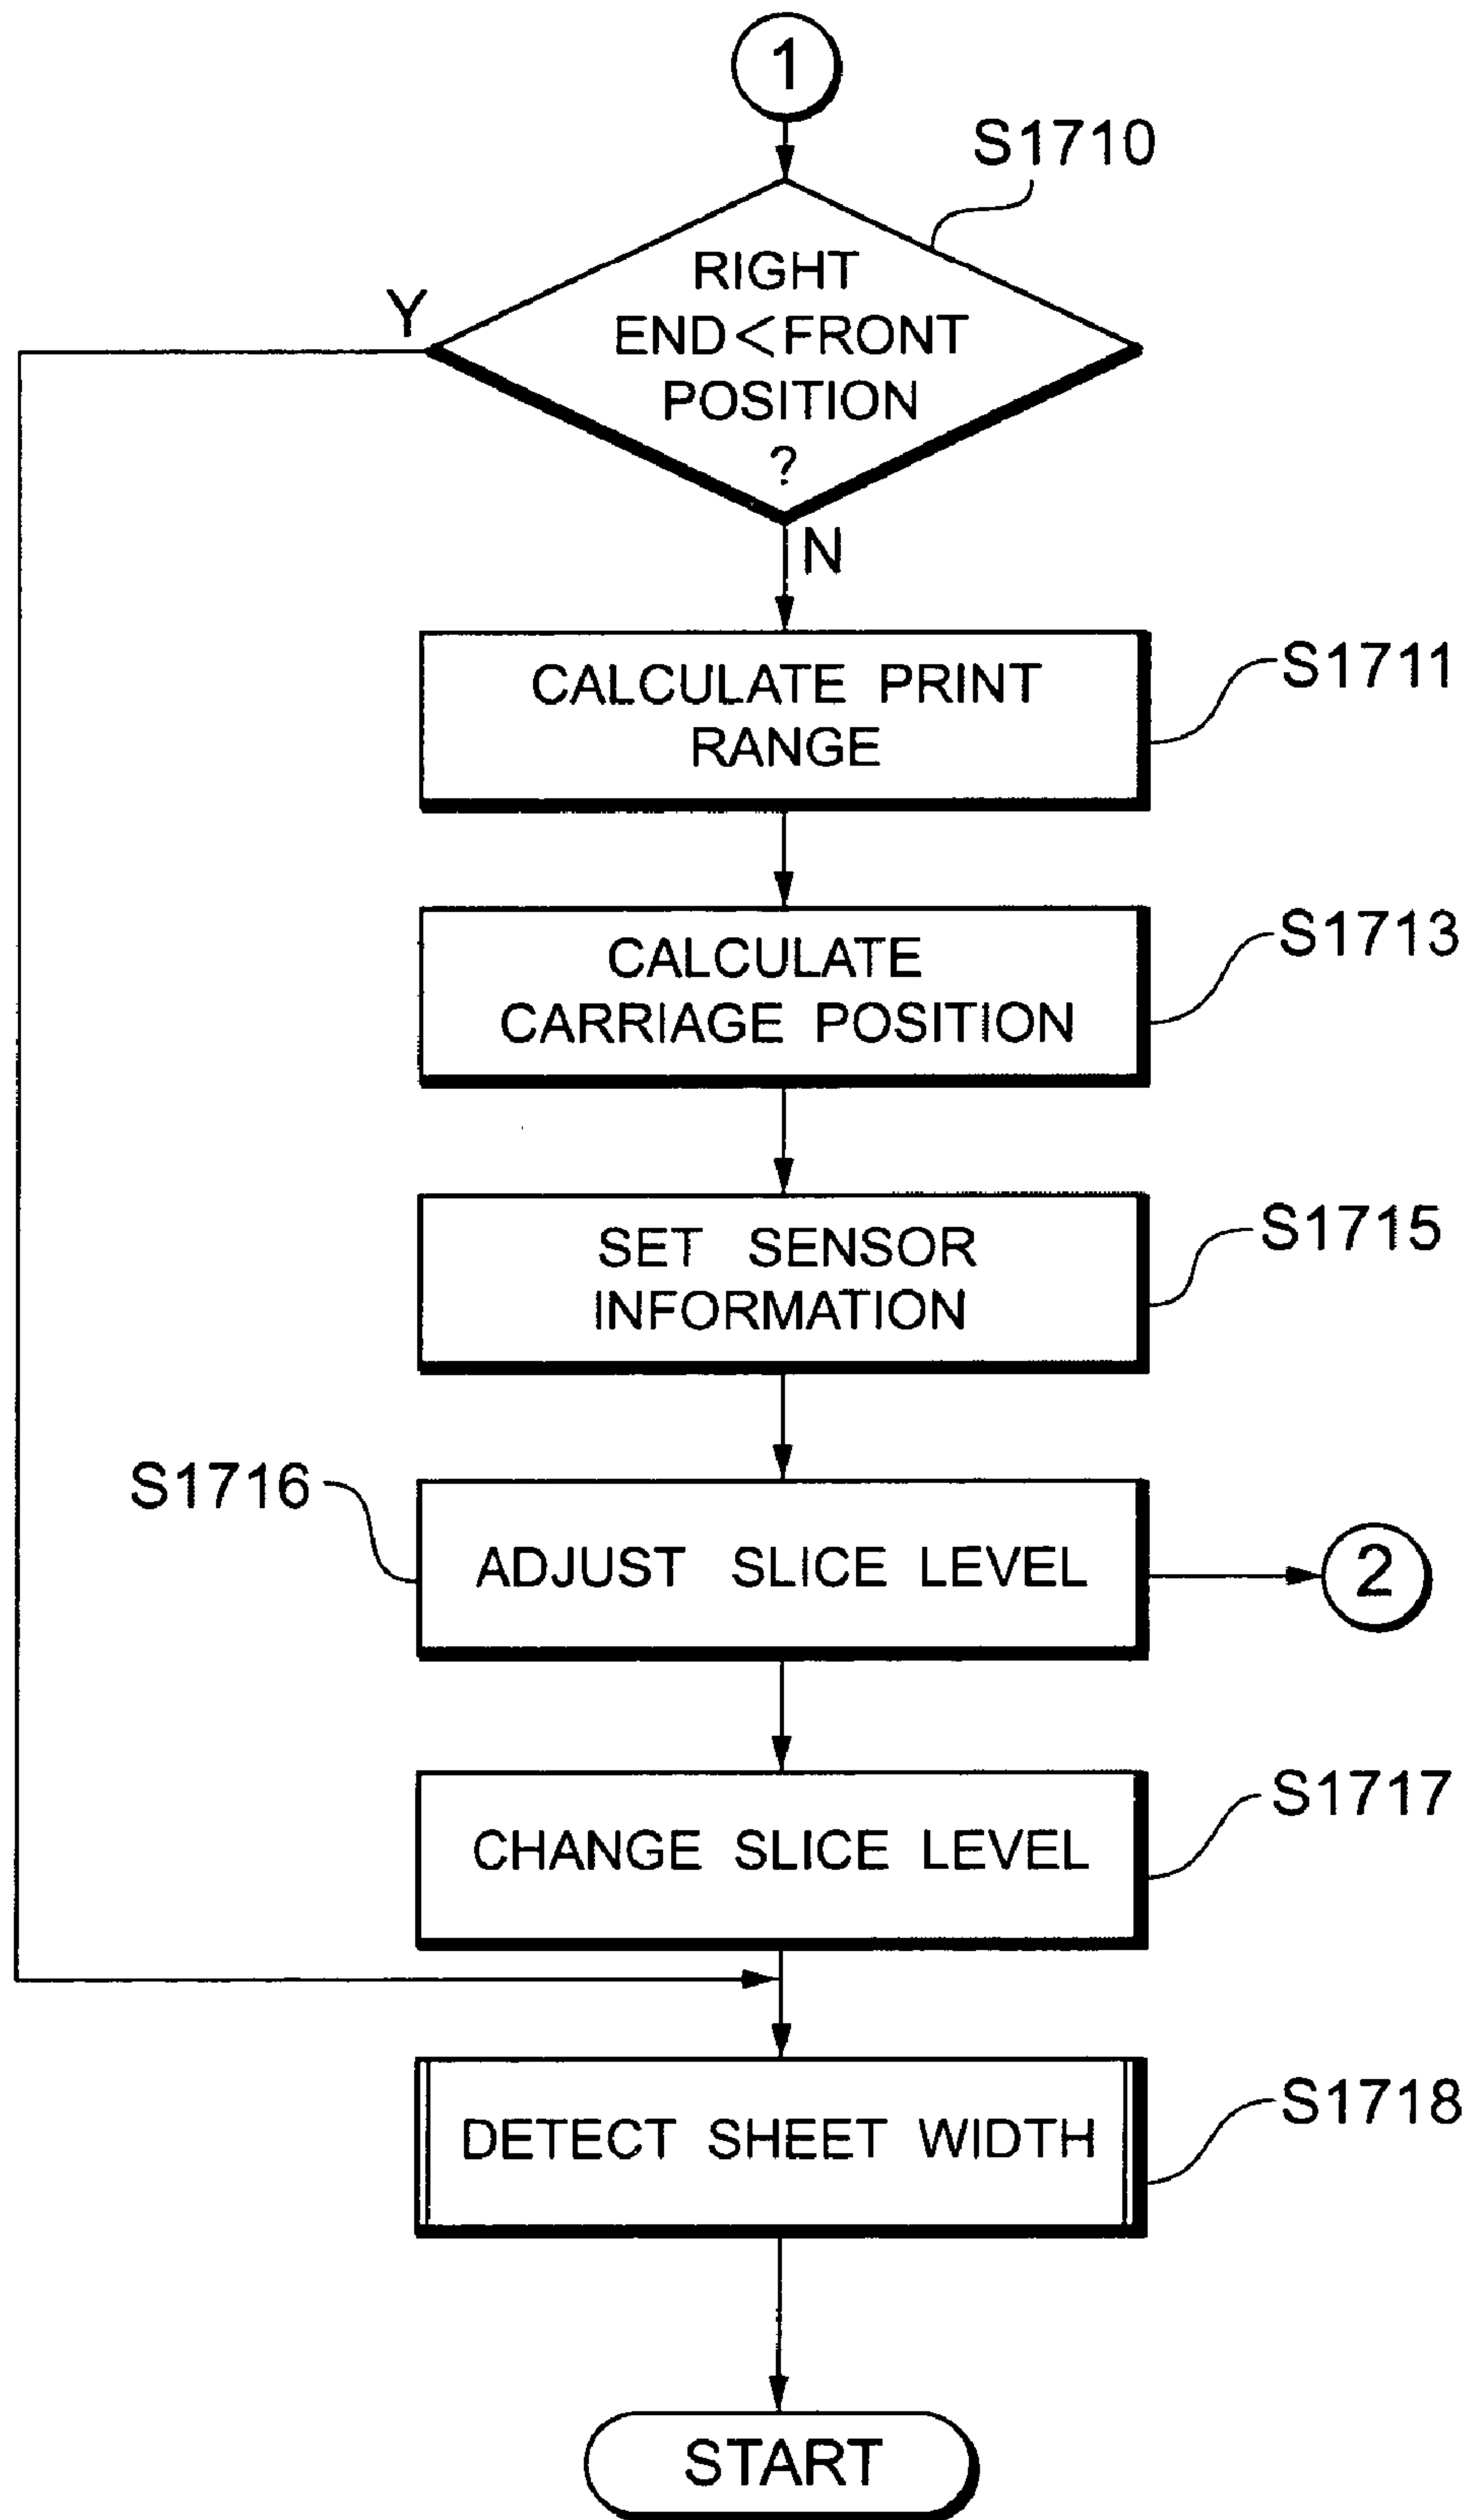 1
S1710
RIGHT
END<FRONT
POSITION
?
Y
N
CALCULATE PRINT
RANGE
S1711
CALCULATE
CARRIAGE POSITION
S1713
SET SENSOR
INFORMATION
S1715
S1716
ADJUST SLICE LEVEL
2
CHANGE SLICE LEVEL
S1717
DETECT SHEET WIDTH
S1718
START